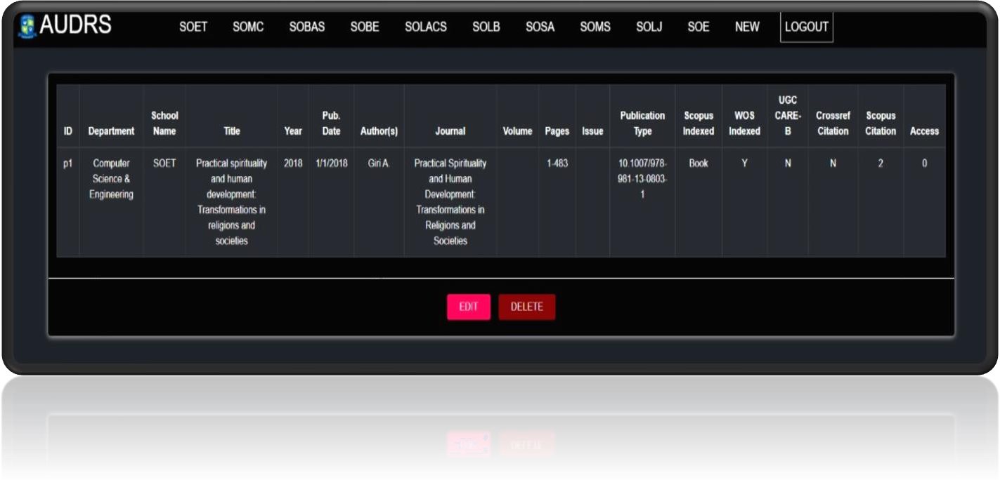 AUDRS SOET SOMC SOBAS SOBE SOLACS SOLB SOSA SOMS SOLJ SOE NEW LOGOUT
ID Department School Name Title Year Pub. Date Author(s) Journal Volume Pages Issue Publication Type Scopus Indexed WOS Indexed UGC CARE-B Crossref Citation Scopus Citation Access
p1 Computer Science & Engineering SOET Practical spirituality and human development: Transformations in religions and societies 2018 1/1/2018 Giri A. Practical Spirituality and Human Development: Transformations in Religions and Societies 1-483 10.1007/978-981-13-0803-1 Book Y N N 2 0
EDIT DELETE